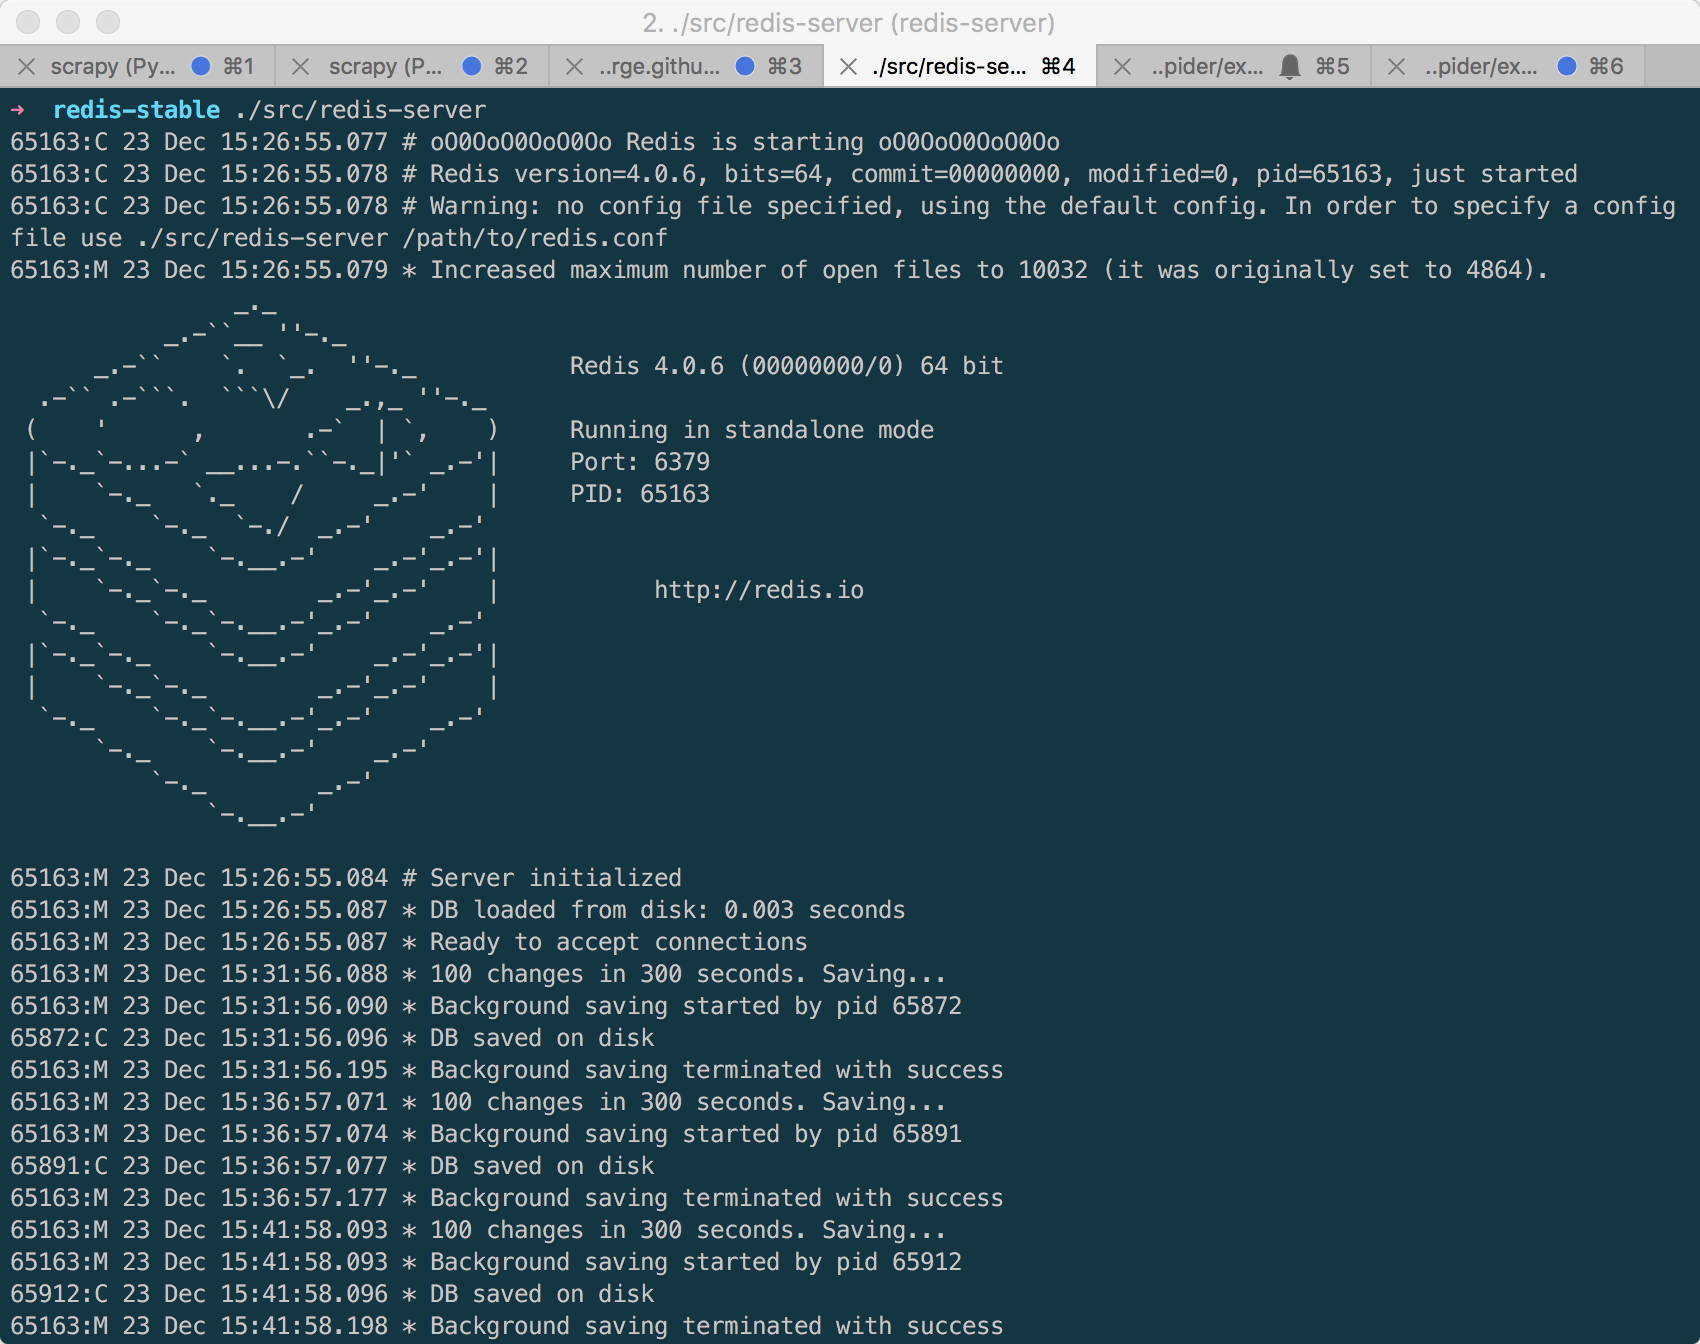 2. ./src/redis-server (redis-server)
scrapy (Py... ⌘1 scrapy (P... ⌘2 ..rge.githu... ⌘3 ./src/redis-se... ⌘4 ..pider/ex... ⌘5 ..pider/ex... ⌘6
➜  redis-stable ./src/redis-server
65163:C 23 Dec 15:26:55.077 # oO0OoO0OoO0Oo Redis is starting oO0OoO0OoO0Oo
65163:C 23 Dec 15:26:55.078 # Redis version=4.0.6, bits=64, commit=00000000, modified=0, pid=65163, just started
65163:C 23 Dec 15:26:55.078 # Warning: no config file specified, using the default config. In order to specify a config
file use ./src/redis-server /path/to/redis.conf
65163:M 23 Dec 15:26:55.079 * Increased maximum number of open files to 10032 (it was originally set to 4864).
Redis 4.0.6 (00000000/0) 64 bit
Running in standalone mode
Port: 6379
PID: 65163
http://redis.io
65163:M 23 Dec 15:26:55.084 # Server initialized
65163:M 23 Dec 15:26:55.087 * DB loaded from disk: 0.003 seconds
65163:M 23 Dec 15:26:55.087 * Ready to accept connections
65163:M 23 Dec 15:31:56.088 * 100 changes in 300 seconds. Saving...
65163:M 23 Dec 15:31:56.090 * Background saving started by pid 65872
65872:C 23 Dec 15:31:56.096 * DB saved on disk
65163:M 23 Dec 15:31:56.195 * Background saving terminated with success
65163:M 23 Dec 15:36:57.071 * 100 changes in 300 seconds. Saving...
65163:M 23 Dec 15:36:57.074 * Background saving started by pid 65891
65891:C 23 Dec 15:36:57.077 * DB saved on disk
65163:M 23 Dec 15:36:57.177 * Background saving terminated with success
65163:M 23 Dec 15:41:58.093 * 100 changes in 300 seconds. Saving...
65163:M 23 Dec 15:41:58.093 * Background saving started by pid 65912
65912:C 23 Dec 15:41:58.096 * DB saved on disk
65163:M 23 Dec 15:41:58.198 * Background saving terminated with success